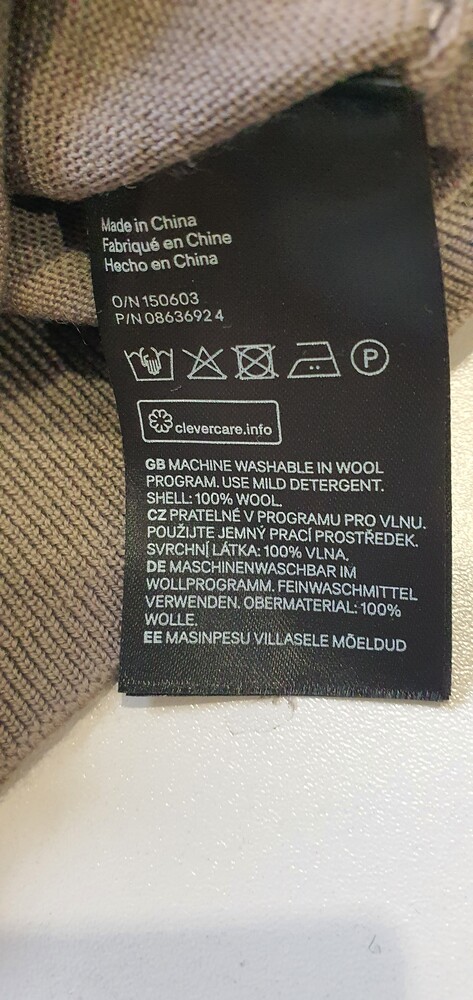 Made in China
Fabriqué en Chine
Hecho en China
O/N 150603
P/N 08636924
P
clevercare.info
GB MACHINE WASHABLE IN WOOL
PROGRAM. USE MILD DETERGENT.
SHELL: 100% WOOL.
CZ PRATELNÉ V PROGRAMU PRO VLNU.
POUŽIJTE JEMNÝ PRACÍ PROSTŘEDEK.
SVRCHNÍ LÁTKA: 100% VLNA.
DE MASCHINENWASCHBAR IM
WOLLPROGRAMM. FEINWASCHMITTEL
VERWENDEN. OBERMATERIAL: 100%
WOLLE.
EE MASINPESU VILLASELE MÕELDUD